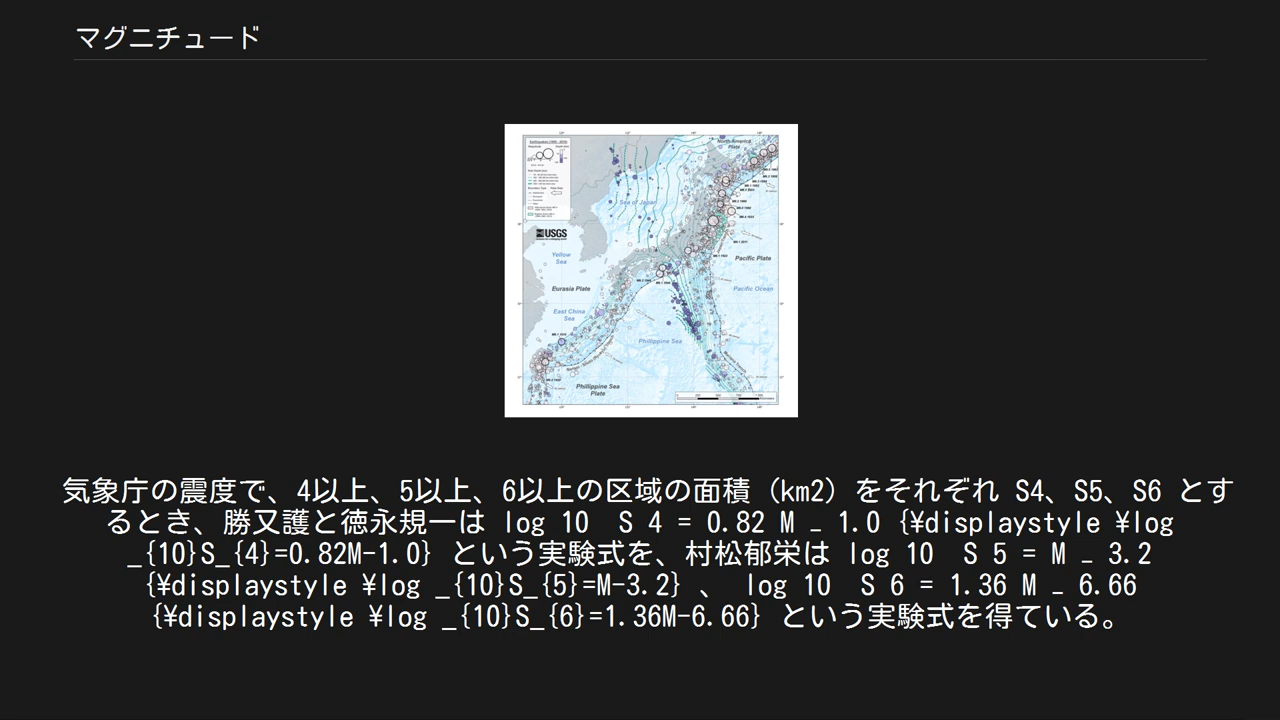 マグニチュード
North America
Plate
Sea of Japan
USGS
Yellow
Sea
Pacific Plate
Eurasia Plate
Pacific Ocean
East China
Sea
Philippine Sea
Philippine Sea
Plate
気象庁の震度で、4以上、5以上、6以上の区域の面積（km2）をそれぞれ S4、S5、S6 とす
るとき、勝又護と徳永規一は log 10  S 4 = 0.82 M − 1.0 {¥displaystyle ¥log
_{10}S_{4}=0.82M-1.0} という実験式を、村松郁栄は log 10  S 5 = M − 3.2
{¥displaystyle ¥log _{10}S_{5}=M-3.2} 、 log 10  S 6 = 1.36 M − 6.66
{¥displaystyle ¥log _{10}S_{6}=1.36M-6.66} という実験式を得ている。